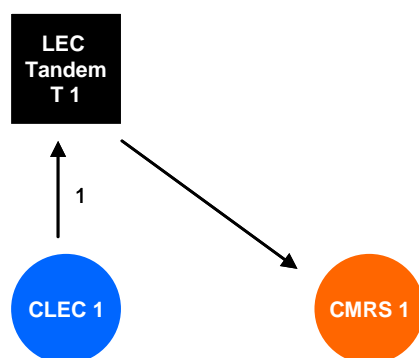 LEC
Tandem
T 1
1
CLEC 1
CMRS 1